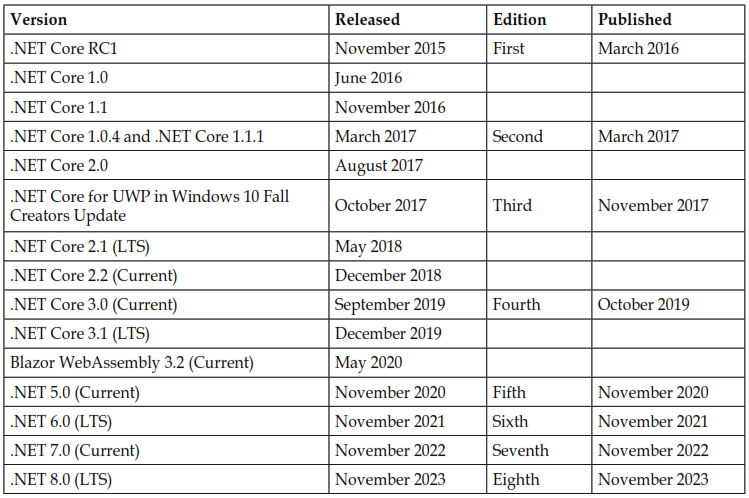 Version Released Edition Published
.NET Core RC1 November 2015 First March 2016
.NET Core 1.0 June 2016
.NET Core 1.1 November 2016
.NET Core 1.0.4 and .NET Core 1.1.1 March 2017 Second March 2017
.NET Core 2.0 August 2017
.NET Core for UWP in Windows 10 Fall
Creators Update October 2017 Third November 2017
.NET Core 2.1 (LTS) May 2018
.NET Core 2.2 (Current) December 2018
.NET Core 3.0 (Current) September 2019 Fourth October 2019
.NET Core 3.1 (LTS) December 2019
Blazor WebAssembly 3.2 (Current) May 2020
.NET 5.0 (Current) November 2020 Fifth November 2020
.NET 6.0 (LTS) November 2021 Sixth November 2021
.NET 7.0 (Current) November 2022 Seventh November 2022
.NET 8.0 (LTS) November 2023 Eighth November 2023